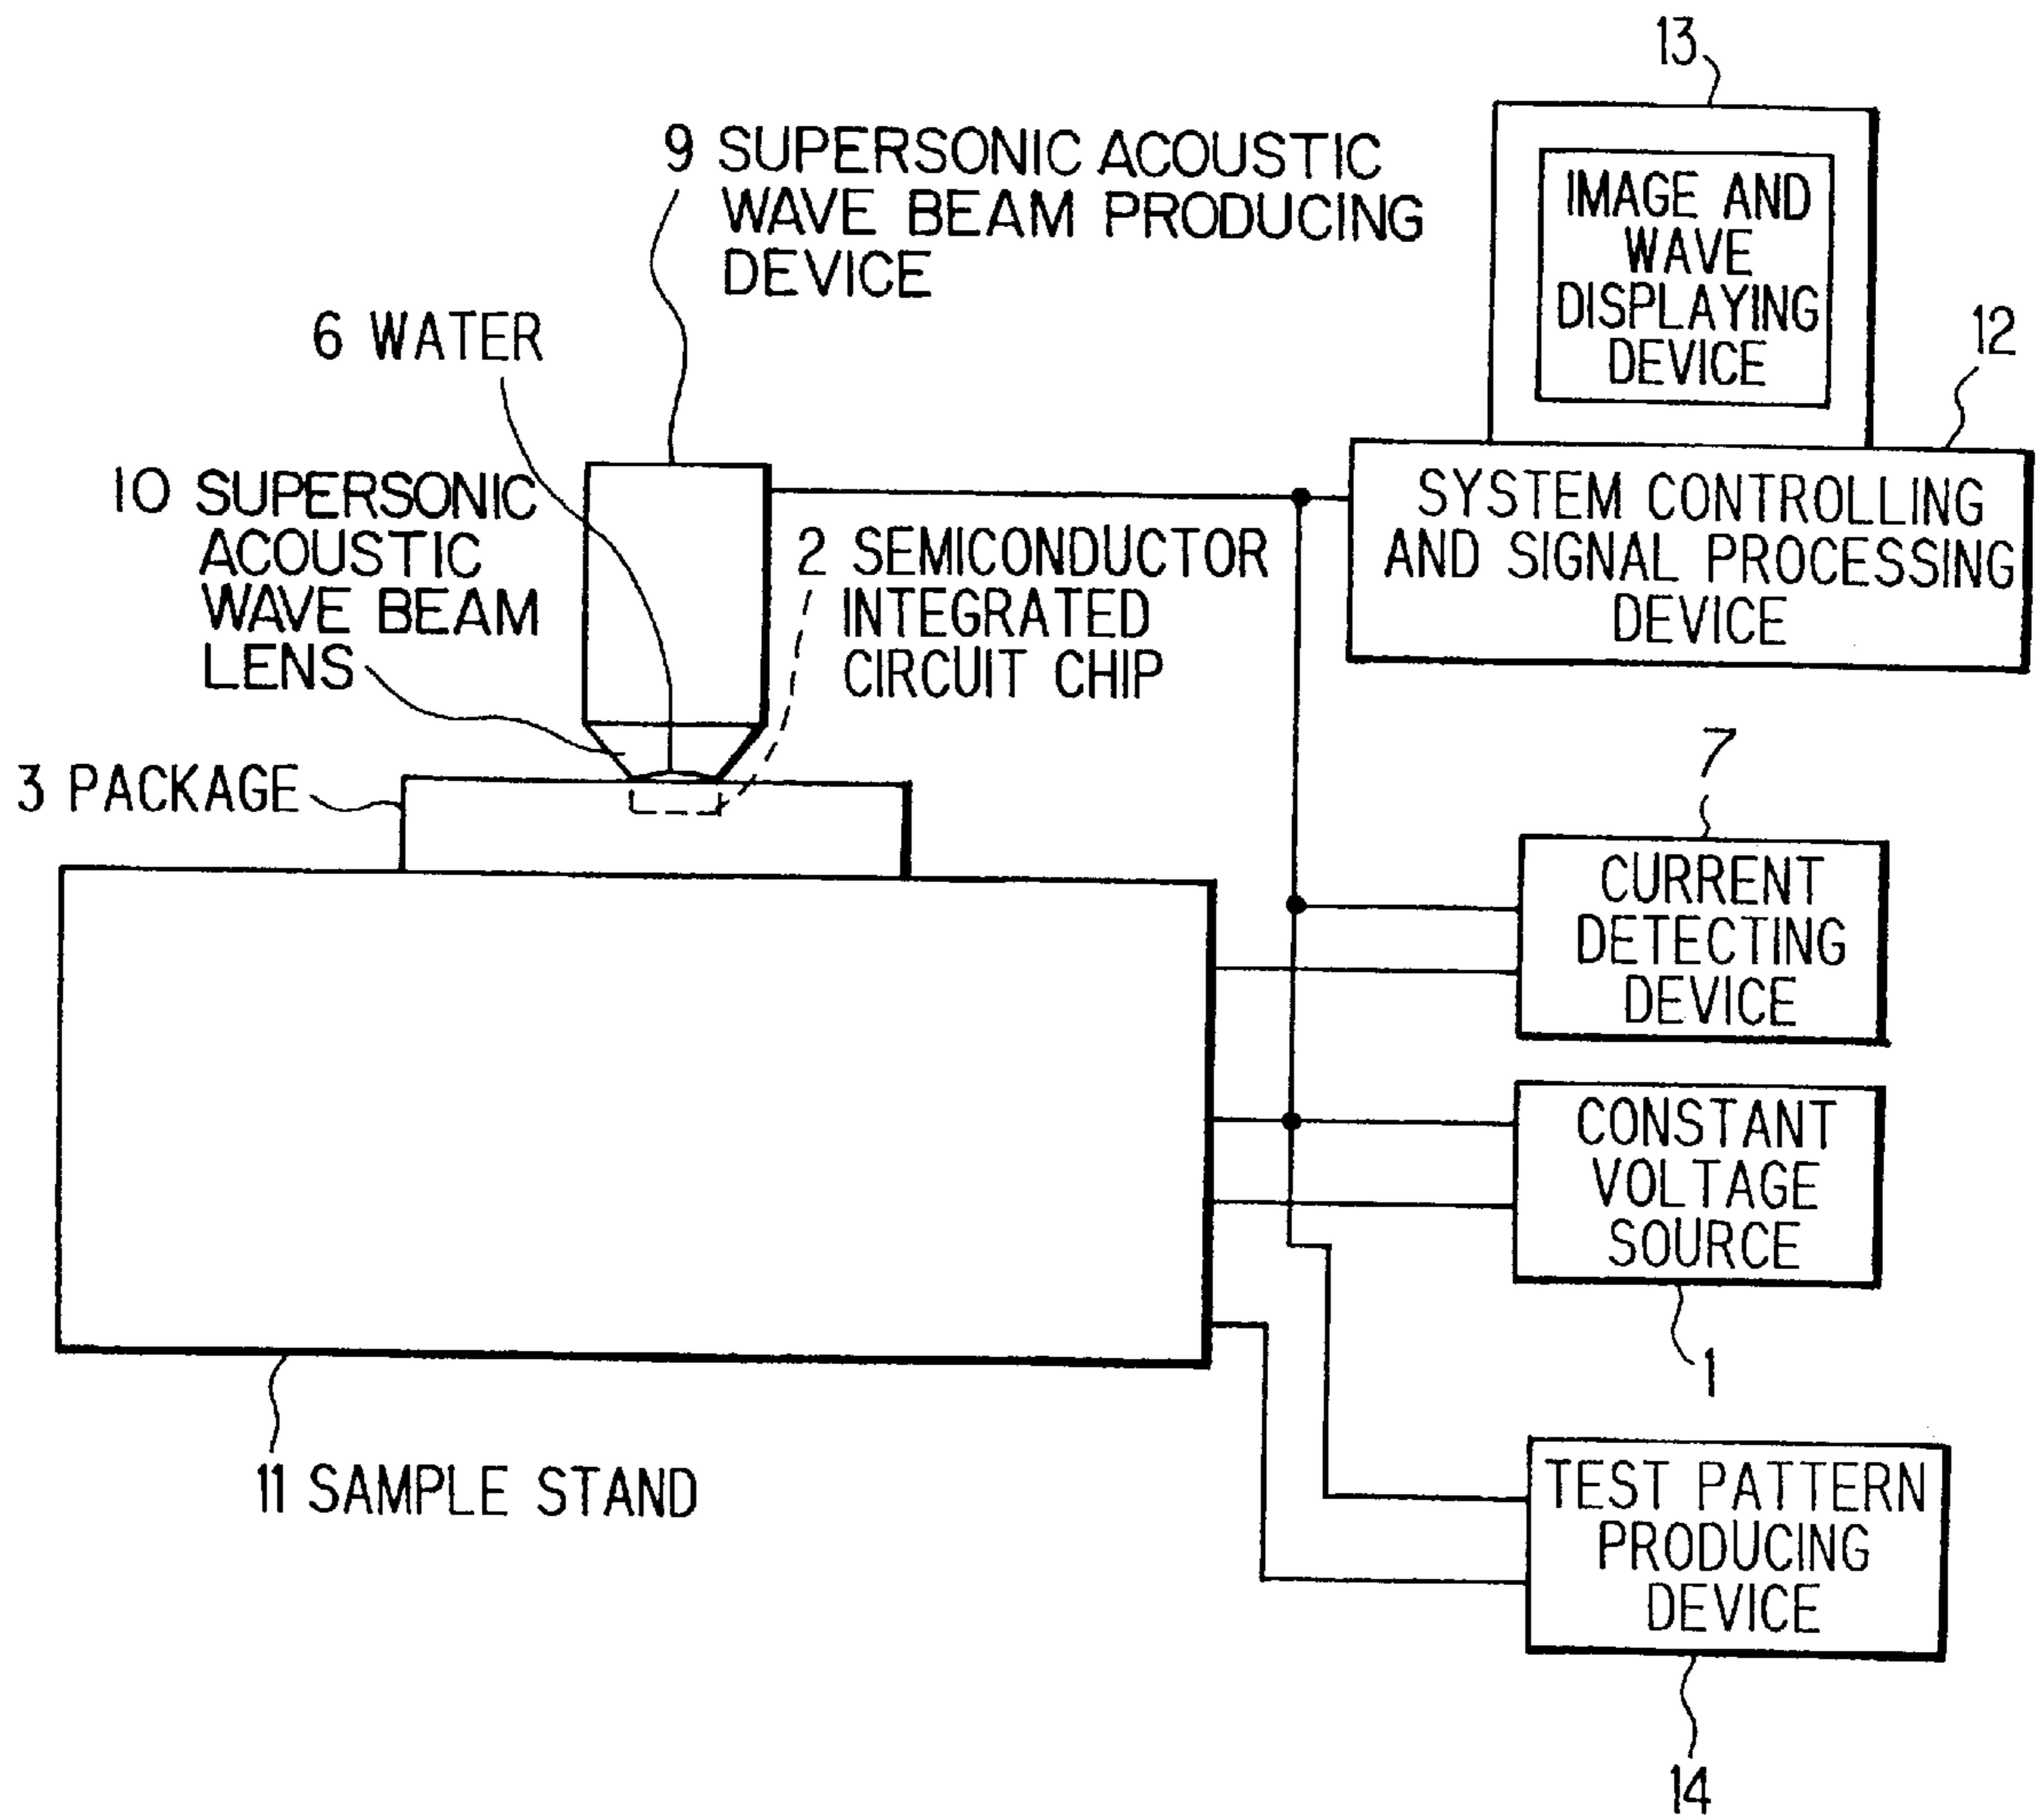 13
9 SUPERSONIC ACOUSTIC
WAVE BEAM PRODUCING
DEVICE
IMAGE AND
WAVE
DISPLAYING
DEVICE
6 WATER
12
10 SUPERSONIC
ACOUSTIC
WAVE BEAM
LENS
2 SEMICONDUCTOR
INTEGRATED
CIRCUIT CHIP
SYSTEM CONTROLLING
AND SIGNAL PROCESSING
DEVICE
3 PACKAGE
7
CURRENT
DETECTING
DEVICE
CONSTANT
VOLTAGE
SOURCE
1
11 SAMPLE STAND
TEST PATTERN
PRODUCING
DEVICE
14